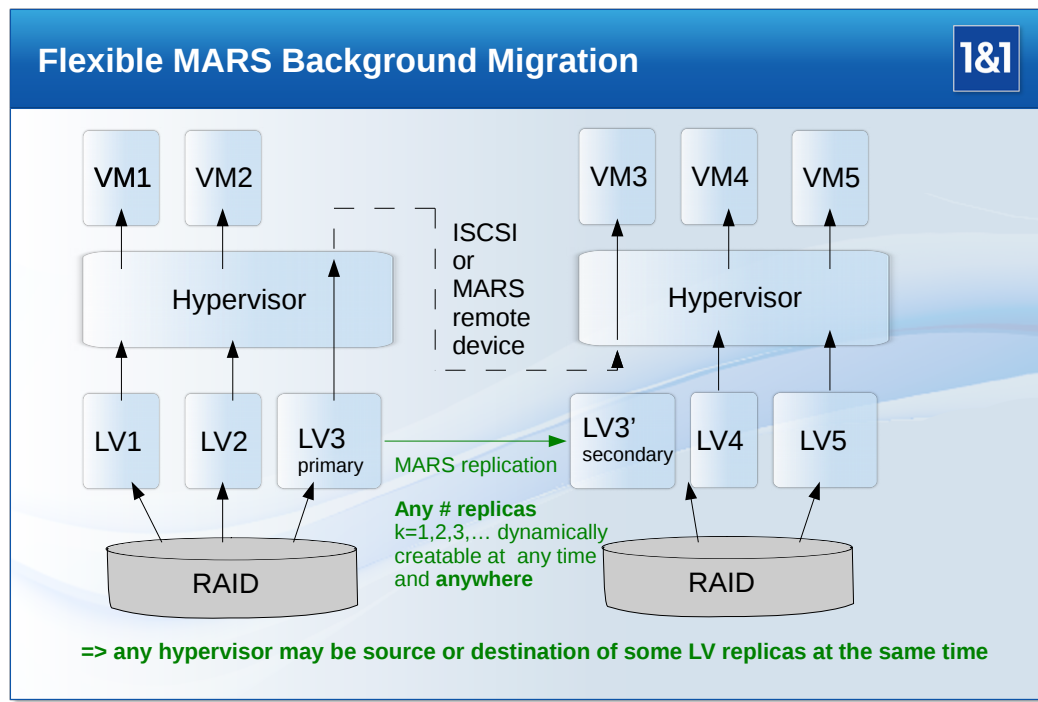 Flexible MARS Background Migration
1&1
VM1
VM2
VM3
VM4
VM5
ISCSI
or
MARS
remote
device
Hypervisor
Hypervisor
LV1
LV2
LV3
primary
LV3’
secondary
LV4
LV5
MARS replication
Any # replicas
k=1,2,3,… dynamically
creatable at any time
and anywhere
RAID
RAID
=> any hypervisor may be source or destination of some LV replicas at the same time